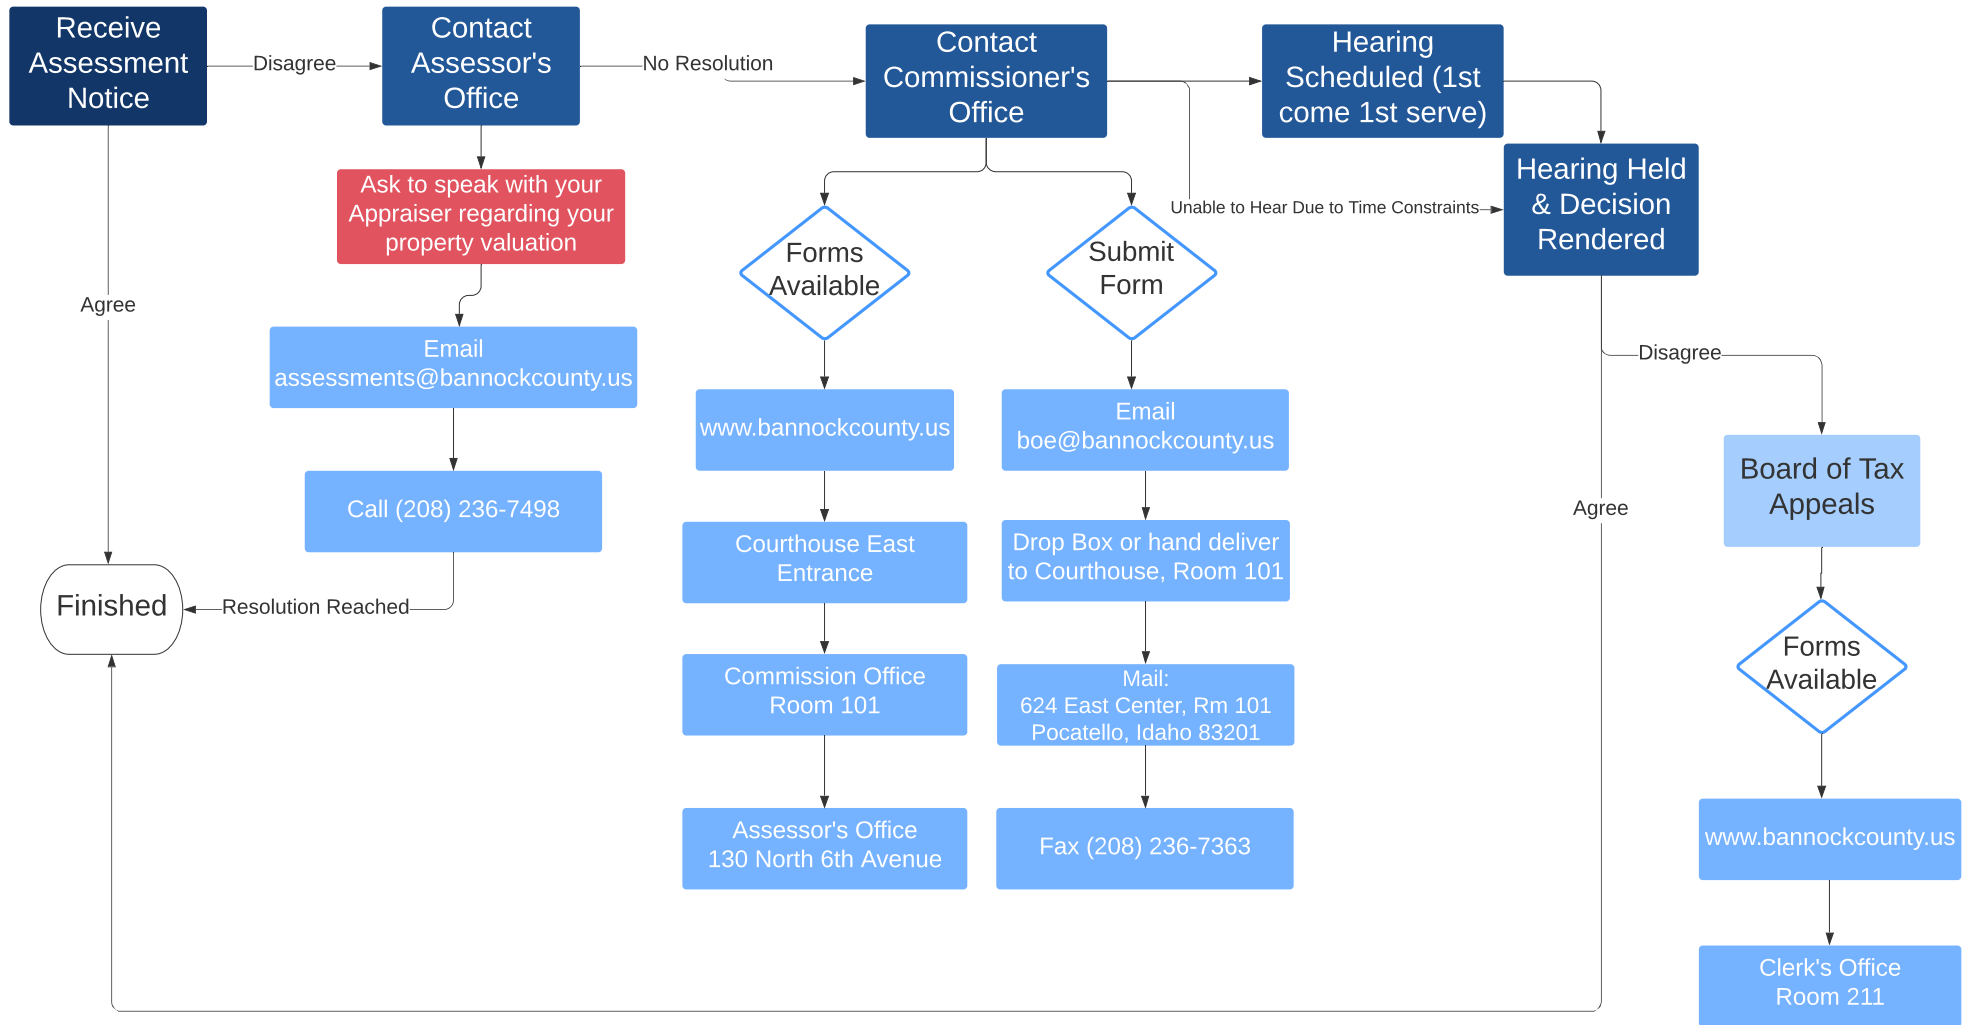 Receive
Assessment
Notice
Disagree
Contact
Assessor's
Office
No Resolution
Contact
Commissioner's
Office
Hearing
Scheduled (1st
come 1st serve)
Hearing Held
& Decision
Rendered
Unable to Hear Due to Time Constraints
Ask to speak with your
Appraiser regarding your
property valuation
Agree
Email
assessments@bannockcounty.us
Call (208) 236-7498
Resolution Reached
Finished
Forms
Available
www.bannockcounty.us
Courthouse East
Entrance
Commission Office
Room 101
Assessor's Office
130 North 6th Avenue
Submit
Form
Email
boe@bannockcounty.us
Drop Box or hand deliver
to Courthouse, Room 101
Mail:
624 East Center, Rm 101
Pocatello, Idaho 83201
Fax (208) 236-7363
Disagree
Agree
Board of Tax
Appeals
Forms
Available
www.bannockcounty.us
Clerk's Office
Room 211